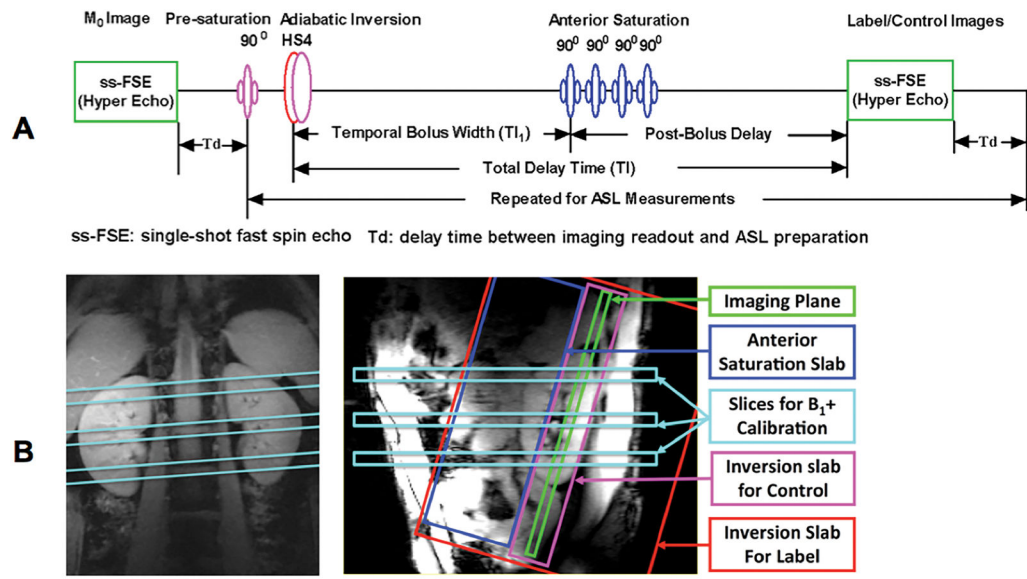 M0 Image Pre-saturation Adiabatic Inversion Anterior Saturation Label/Control Images
90⁰ HS4 90⁰ 90⁰ 90⁰ 90⁰
ss-FSE
(Hyper Echo)
ss-FSE
(Hyper Echo)
A
Td
Temporal Bolus Width (TI1)
Post-Bolus Delay
Td
Total Delay Time (TI)
Repeated for ASL Measurements
ss-FSE: single-shot fast spin echo Td: delay time between imaging readout and ASL preparation
B
Imaging Plane
Anterior
Saturation Slab
Slices for B1+
Calibration
Inversion slab
for Control
Inversion Slab
For Label